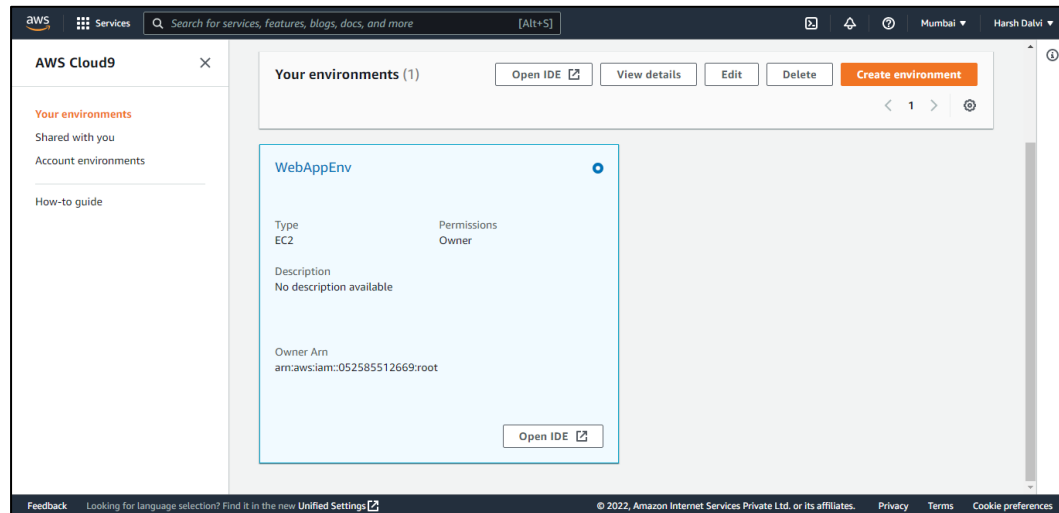 aws Services Search for services, features, blogs, docs, and more [Alt+S] Mumbai Harsh Dalvi
AWS Cloud9
Your environments
Shared with you
Account environments
How-to guide
Your environments (1) Open IDE View details Edit Delete Create environment
1
WebAppEnv
Type Permissions
EC2 Owner
Description
No description available
Owner Arn
arn:aws:iam::052585512669:root
Open IDE
Feedback Looking for language selection? Find it in the new Unified Settings © 2022, Amazon Internet Services Private Ltd. or its affiliates. Privacy Terms Cookie preferences